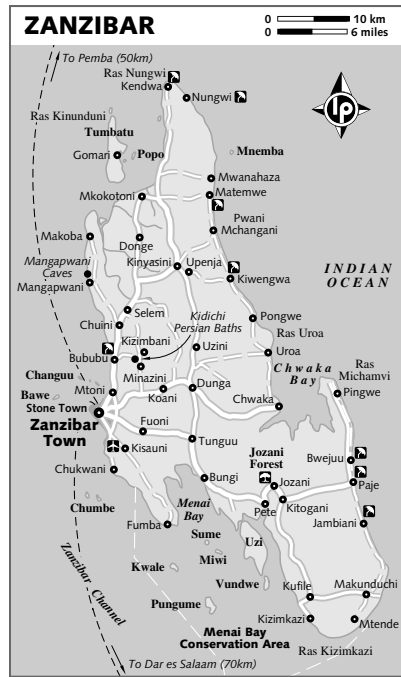 ZANZIBAR
0 10 km
0 6 miles
To Pemba (50km)
Ras Nungwi
Kendwa
Nungwi
Ras Kinunduni
Tumbatu
Gomari
Popo
Mnemba
Mwanahaza
Mkokotoni
Matemwe
Pwani
Mchangani
Makoba
Donge
Mangapwani
Caves
Kinyasini
Upenja
Mangapwani
Kiwengwa
INDIAN
OCEAN
Selem
Kidichi
Persian Baths
Pongwe
Chuini
Kizimbani
Ras Uroa
Bububu
Uzini
Uroa
Changuu
Minazini
Chwaka
Bay
Ras
Michamvi
Bawe
Mtoni
Koani
Dunga
Pingwe
Stone Town
Chwaka
Zanzibar
Town
Fuoni
Tunguu
Kisauni
Jozani
Forest
Bwejuu
Chukwani
Bungi
Jozani
Paje
Chumbe
Menai
Bay
Pete
Kitogani
Fumba
Jambiani
Sume
Uzi
Zanzibar Channel
Kwale
Miwi
Vundwe
Kufile
Makunduchi
Pungume
Menai Bay
Conservation Area
Kizimkazi
Mtende
Ras Kizimkazi
To Dar es Salaam (70km)
lp